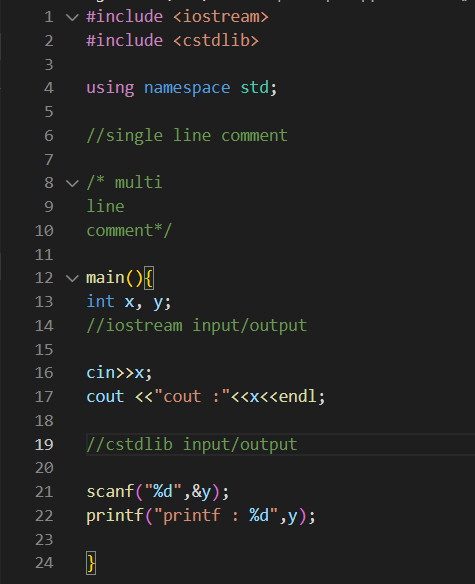 1 #include <iostream>
2 #include <cstdlib>
3
4 using namespace std;
5
6 //single line comment
7
8 /* multi
9 line
10 comment*/
11
12 main(){
13 int x, y;
14 //iostream input/output
15
16 cin>>x;
17 cout <<"cout :"<<x<<endl;
18
19 //cstdlib input/output
20
21 scanf("%d",&y);
22 printf("printf : %d",y);
23
24 }